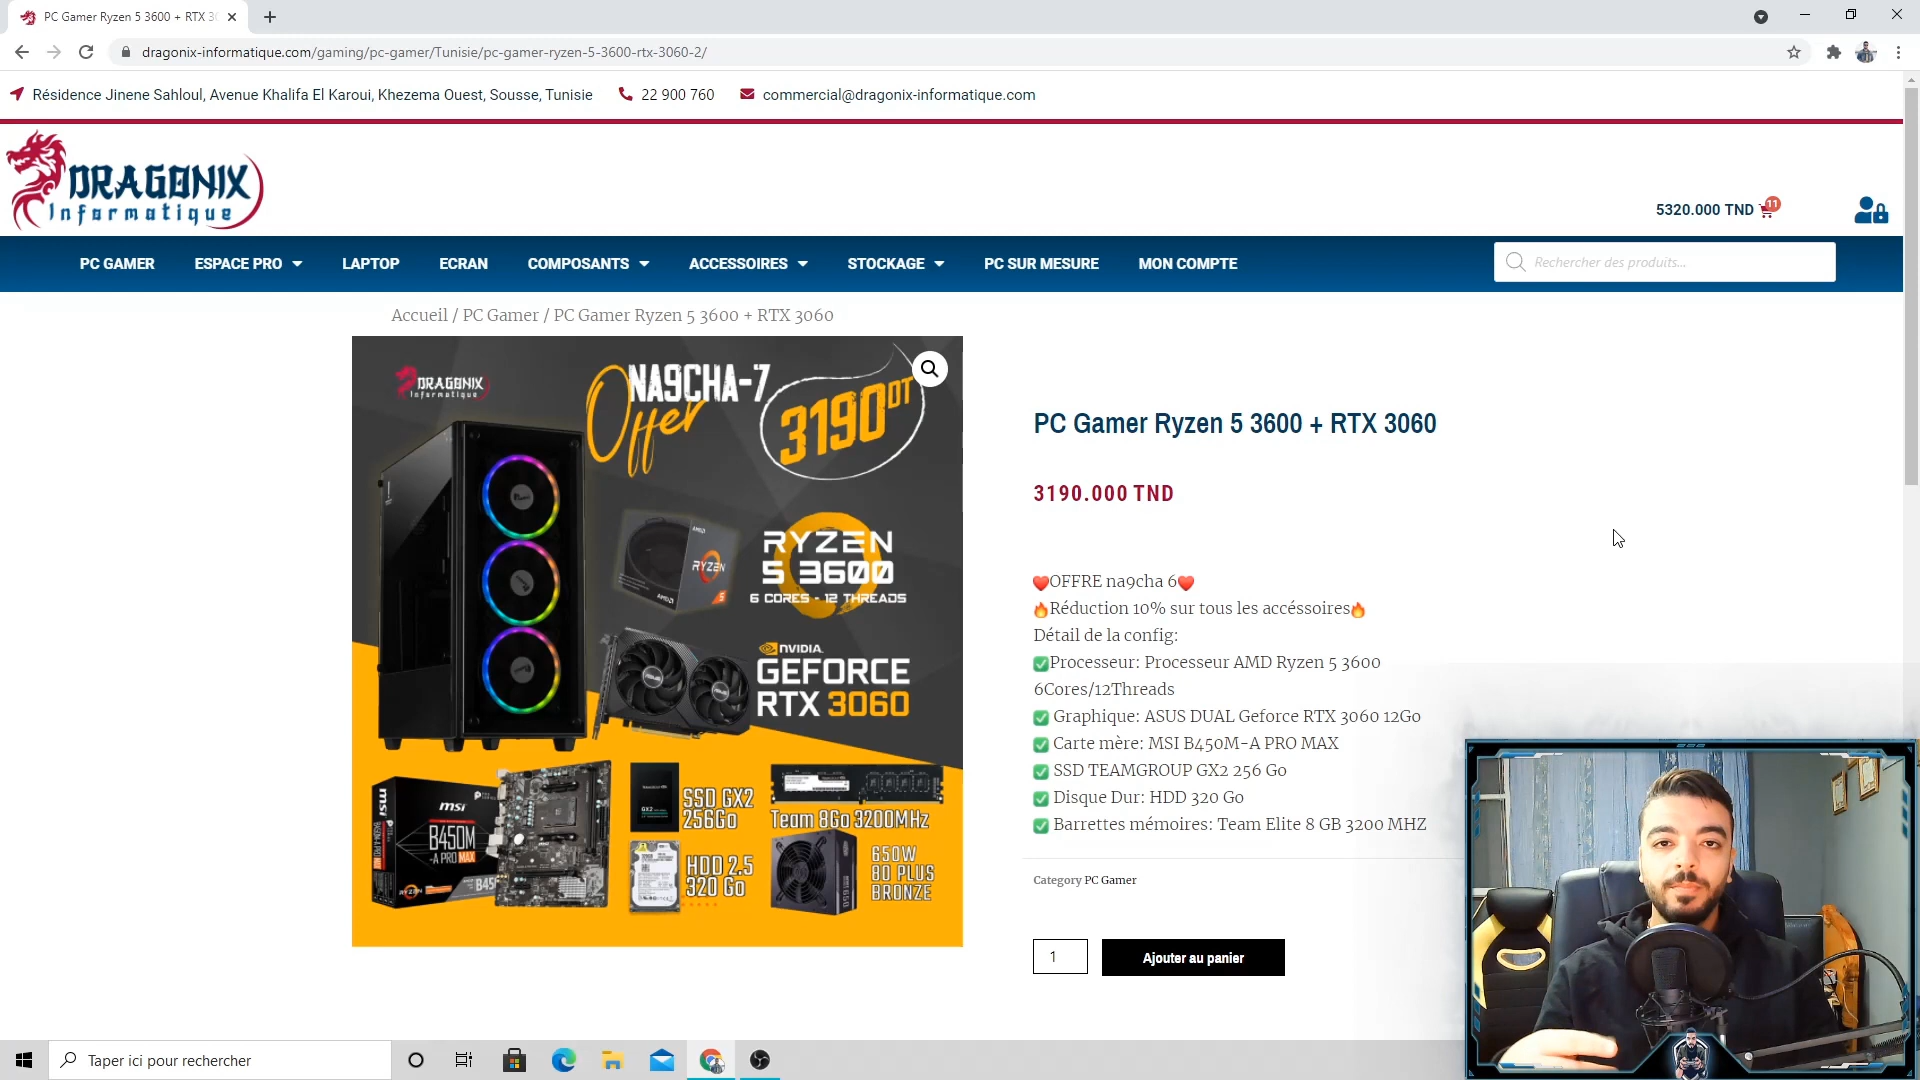 PC Gamer Ryzen 5 3600 + RTX 30
dragonix-informatique.com/gaming/pc-gamer/Tunisie/pc-gamer-ryzen-5-3600-rtx-3060-2/
Résidence Jinene Sahloul, Avenue Khalifa El Karoui, Khezema Ouest, Sousse, Tunisie 22 900 760 commercial@dragonix-informatique.com
DRAGONIX
Informatique
5320.000 TND 11
PC GAMER ESPACE PRO LAPTOP ECRAN COMPOSANTS ACCESSOIRES STOCKAGE PC SUR MESURE MON COMPTE Rechercher des produits...
Accueil / PC Gamer / PC Gamer Ryzen 5 3600 + RTX 3060
DRAGONIX
Informatique
NA9CHA-7
Offer
3190DT
AMD
RYZEN
RYZEN
5 3600
6 CORES - 12 THREADS
NVIDIA.
GEFORCE
RTX 3060
msi
B450M
-A PRO MAX
RYZEN
SSD GX2
256Go
Team 8Go 3200MHz
HDD 2.5
320 Go
650W
80 PLUS
BRONZE
PC Gamer Ryzen 5 3600 + RTX 3060
3190.000 TND
❤OFFRE na9cha 6❤
🔥Réduction 10% sur tous les accéssoires🔥
Détail de la config:
✅Processeur: Processeur AMD Ryzen 5 3600
6Cores/12Threads
✅ Graphique: ASUS DUAL Geforce RTX 3060 12Go
✅ Carte mère: MSI B450M-A PRO MAX
✅ SSD TEAMGROUP GX2 256 Go
✅ Disque Dur: HDD 320 Go
✅ Barrettes mémoires: Team Elite 8 GB 3200 MHZ
Category PC Gamer
1 Ajouter au panier
Taper ici pour rechercher